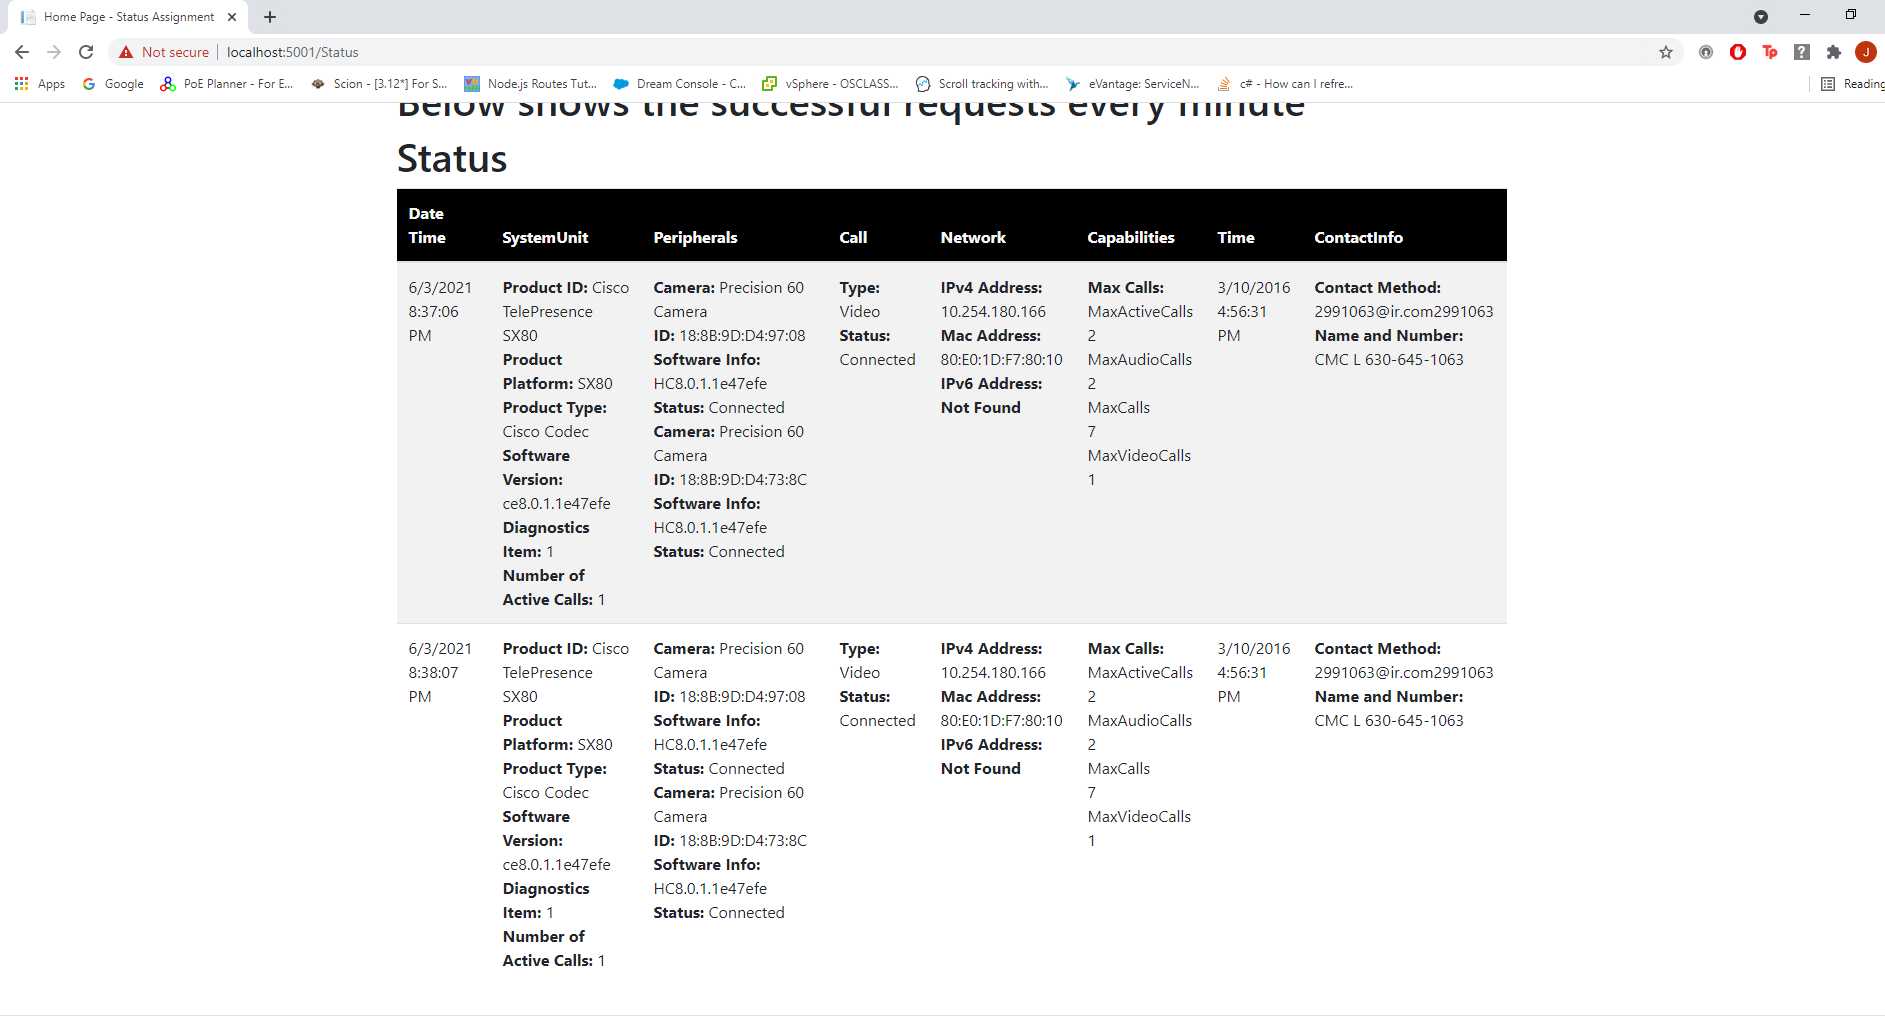 Home Page - Status Assignment
Not secure | localhost:5001/Status
Apps Google PoE Planner - For E... Scion - [3.12*] For S... Node.js Routes Tut... Dream Console - C... vSphere - OSCLASS... Scroll tracking with... eVantage: ServiceN... c# - How can I refre... Reading
Below shows the successful requests every minute
Status
Date Time SystemUnit Peripherals Call Network Capabilities Time ContactInfo
6/3/2021
8:37:06
PM
Product ID: Cisco
TelePresence
SX80
Product
Platform: SX80
Product Type:
Cisco Codec
Software
Version:
ce8.0.1.1e47efe
Diagnostics
Item: 1
Number of
Active Calls: 1
Camera: Precision 60
Camera
ID: 18:8B:9D:D4:97:08
Software Info:
HC8.0.1.1e47efe
Status: Connected
Camera: Precision 60
Camera
ID: 18:8B:9D:D4:73:8C
Software Info:
HC8.0.1.1e47efe
Status: Connected
Type:
Video
Status:
Connected
IPv4 Address:
10.254.180.166
Mac Address:
80:E0:1D:F7:80:10
IPv6 Address:
Not Found
Max Calls:
MaxActiveCalls
2
MaxAudioCalls
2
MaxCalls
7
MaxVideoCalls
1
3/10/2016
4:56:31
PM
Contact Method:
2991063@ir.com2991063
Name and Number:
CMC L 630-645-1063
6/3/2021
8:38:07
PM
Product ID: Cisco
TelePresence
SX80
Product
Platform: SX80
Product Type:
Cisco Codec
Software
Version:
ce8.0.1.1e47efe
Diagnostics
Item: 1
Number of
Active Calls: 1
Camera: Precision 60
Camera
ID: 18:8B:9D:D4:97:08
Software Info:
HC8.0.1.1e47efe
Status: Connected
Camera: Precision 60
Camera
ID: 18:8B:9D:D4:73:8C
Software Info:
HC8.0.1.1e47efe
Status: Connected
Type:
Video
Status:
Connected
IPv4 Address:
10.254.180.166
Mac Address:
80:E0:1D:F7:80:10
IPv6 Address:
Not Found
Max Calls:
MaxActiveCalls
2
MaxAudioCalls
2
MaxCalls
7
MaxVideoCalls
1
3/10/2016
4:56:31
PM
Contact Method:
2991063@ir.com2991063
Name and Number:
CMC L 630-645-1063